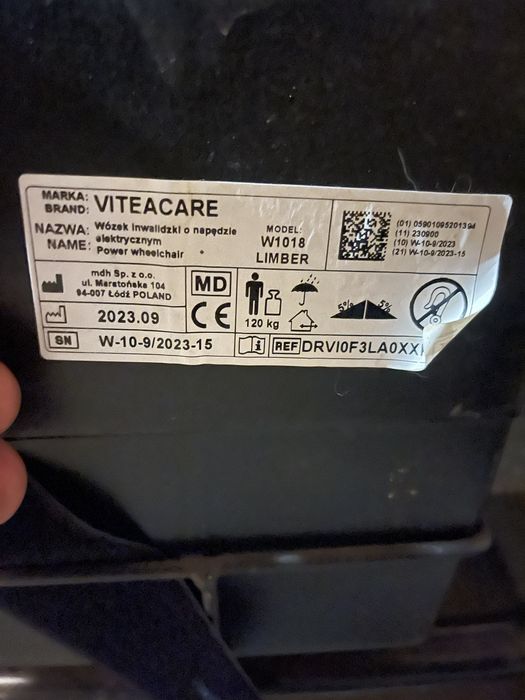 MARKA:
BRAND: VITEACARE
NAZWA: Wózek inwalidzki o napędzie
elektrycznym
NAME: Power wheelchair
MODEL:
W1018
LIMBER
(01) 05901095201394
(11) 230900
(10) W-10-9/2023
(21) W-10-9/2023-15
mdh Sp. z o.o.
ul. Maratońska 104
94-007 Łódź POLAND
MD
CE
120 kg
5% 5%
2023.09
SN W-10-9/2023-15
i
REF DRVI0F3LA0XX